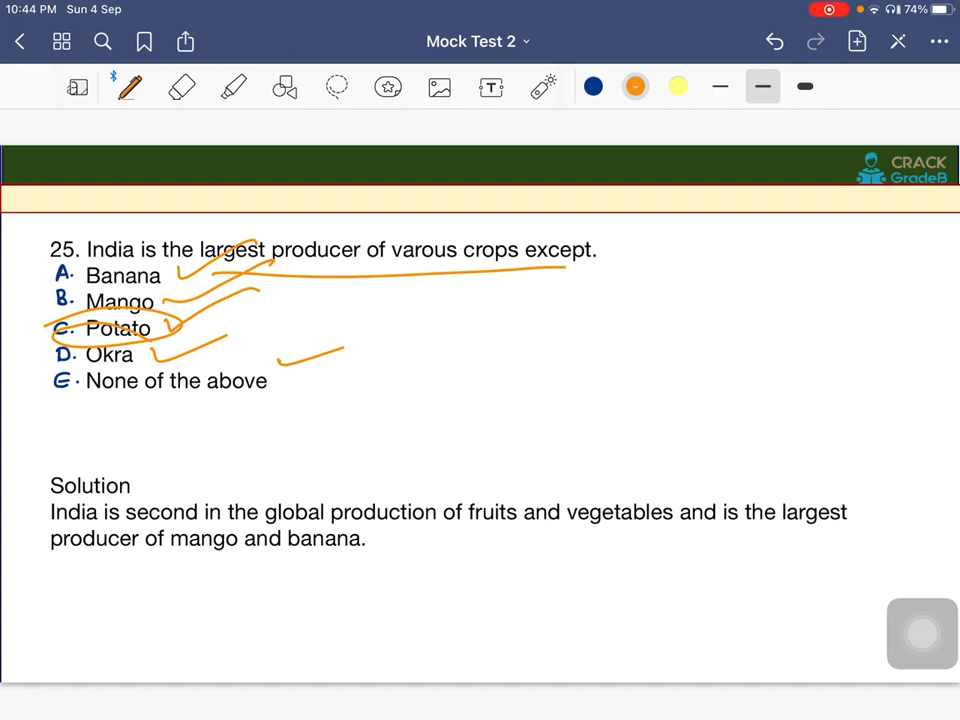 10:44 PM Sun 4 Sep
74%
Mock Test 2
T
CRACK
GradeB
25. India is the largest producer of varous crops except.
A. Banana
B. Mango
C. Potato
D. Okra
E. None of the above
Solution
India is second in the global production of fruits and vegetables and is the largest
producer of mango and banana.